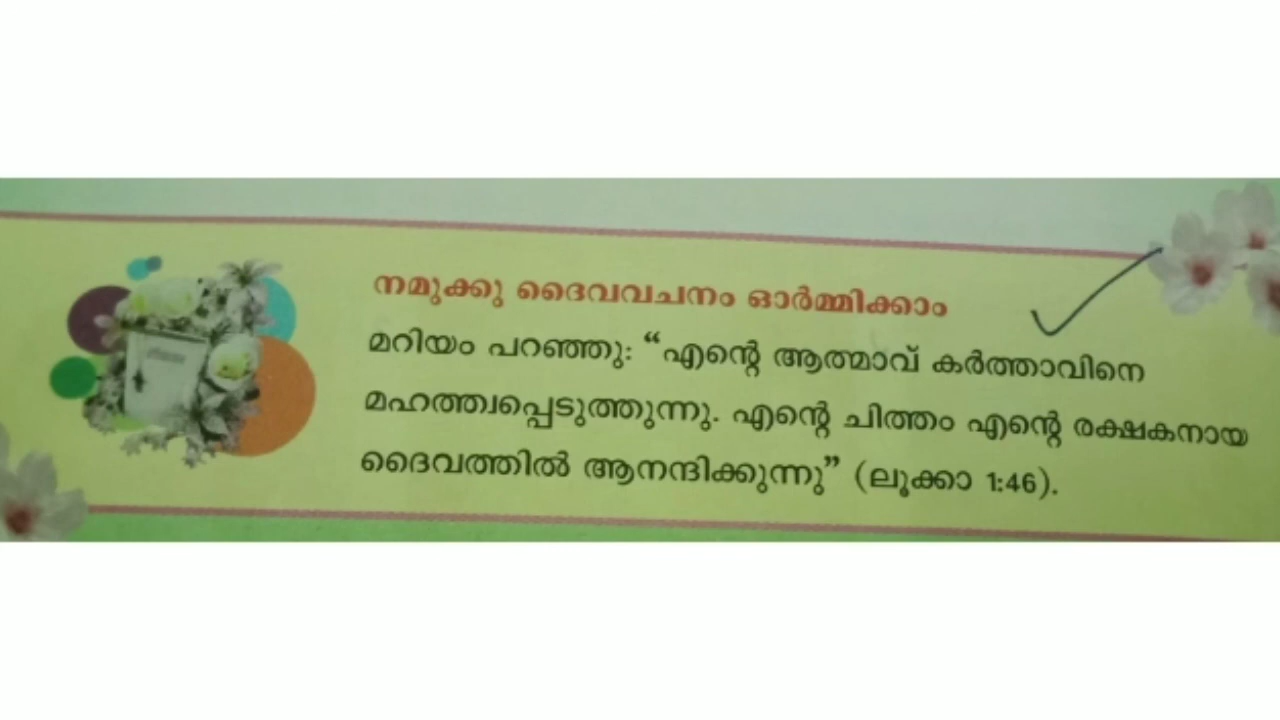 നമുക്കു ദൈവവചനം ഓർമ്മിക്കാം
മറിയം പറഞ്ഞു: “എന്റെ ആത്മാവ് കർത്താവിനെ
മഹത്ത്വപ്പെടുത്തുന്നു. എന്റെ ചിത്തം എന്റെ രക്ഷകനായ
ദൈവത്തിൽ ആനന്ദിക്കുന്നു” (ലൂക്കാ 1:46).